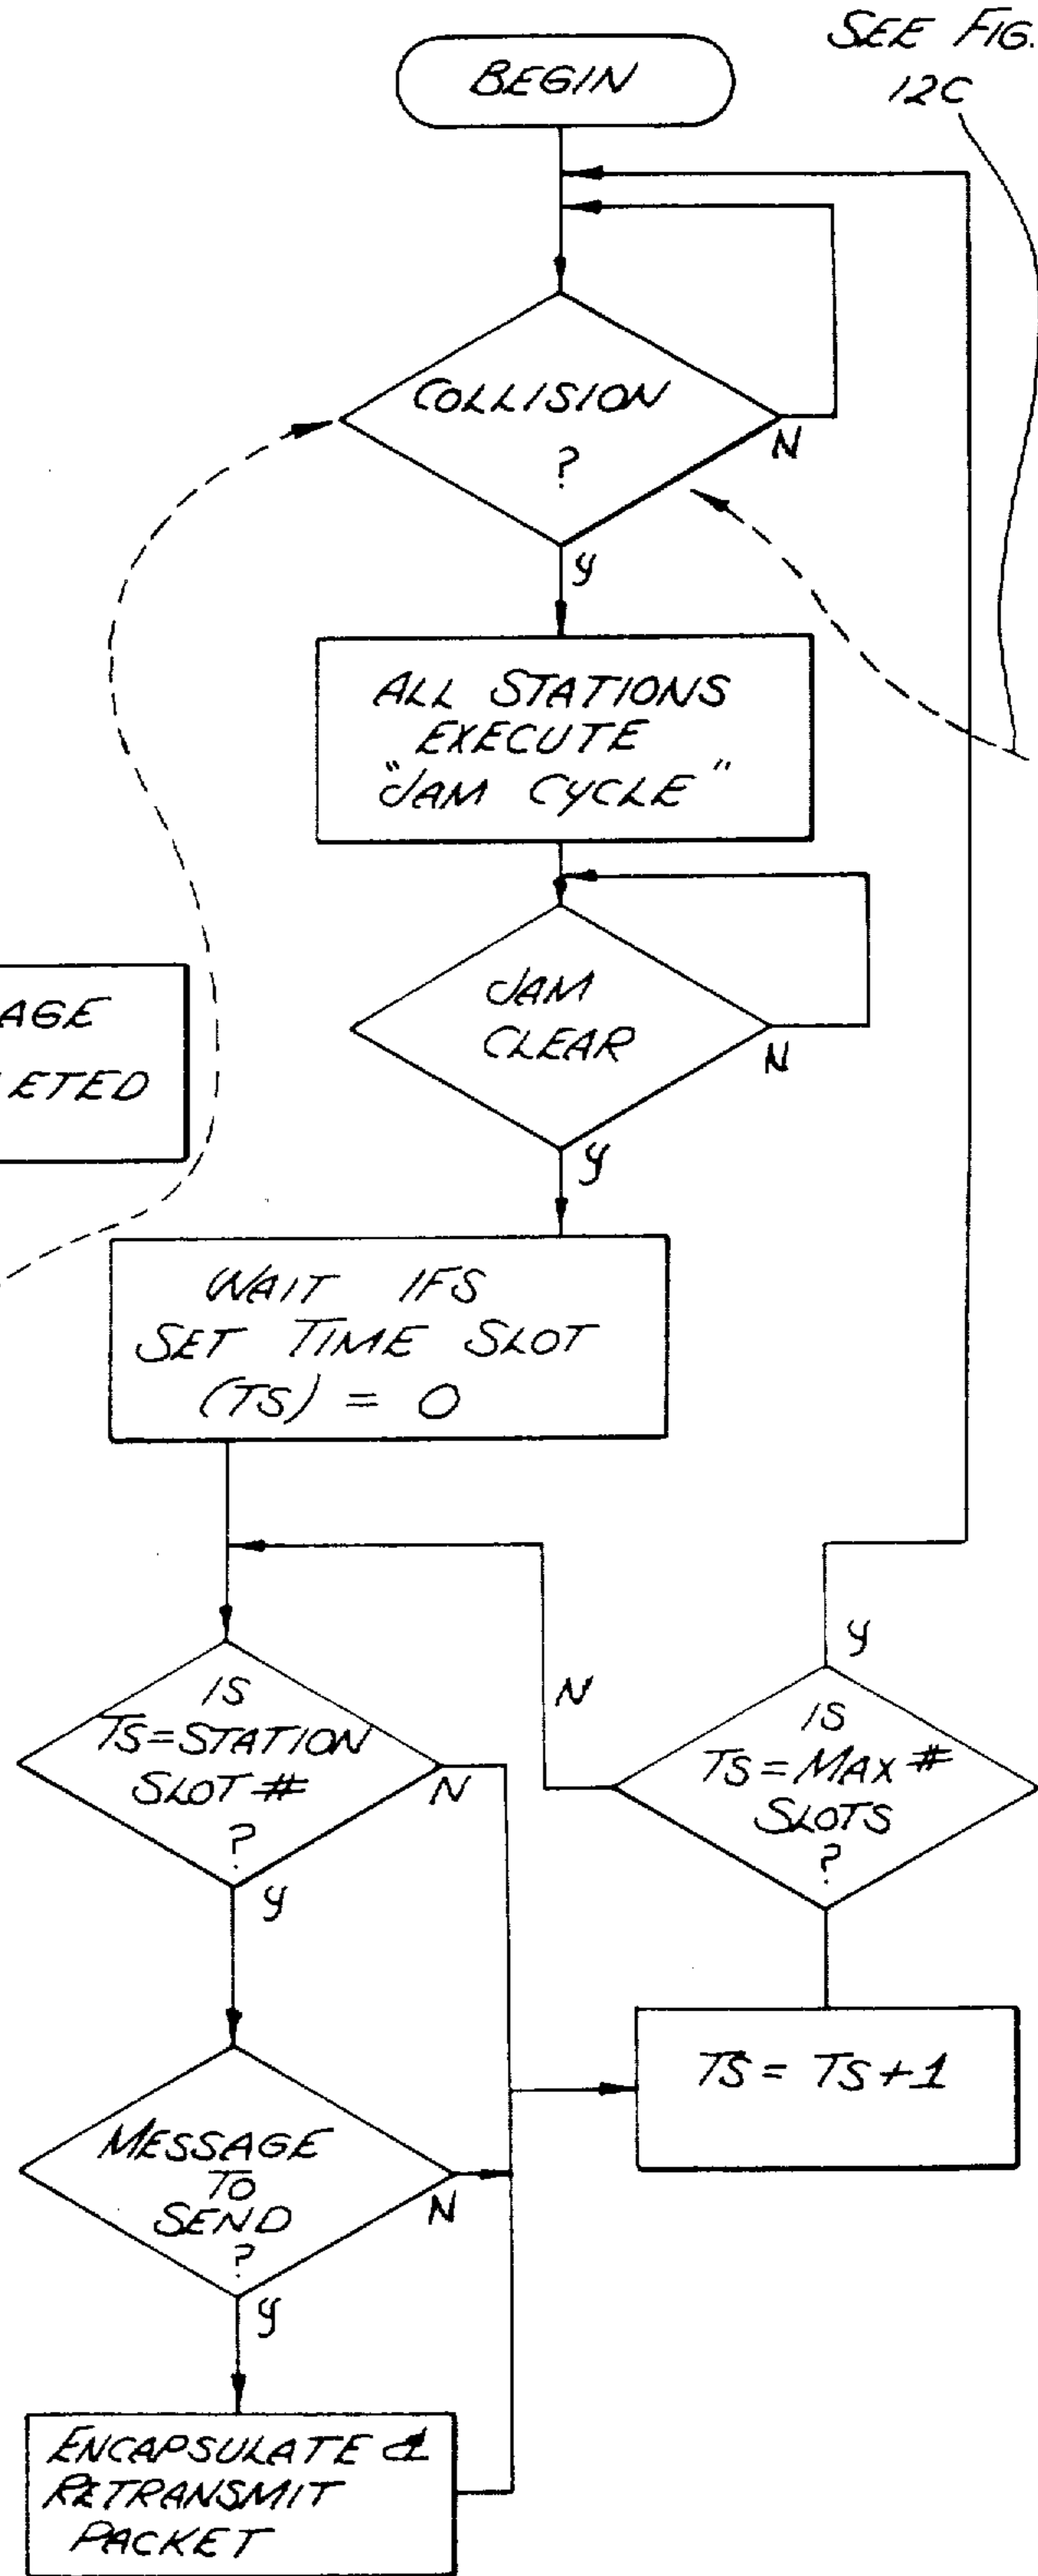 SEE FIG.
12C
BEGIN
COLLISION
?
N
Y
ALL STATIONS
EXECUTE
"JAM CYCLE"
JAM
CLEAR
N
Y
AGE
ETED
WAIT IFS
SET TIME SLOT
(TS) = 0
IS
TS=STATION
SLOT #
?
N
Y
N
Y
IS
TS=MAX #
SLOTS
?
TS = TS+1
MESSAGE
TO
SEND
?
N
Y
ENCAPSULATE &
RETRANSMIT
PACKET